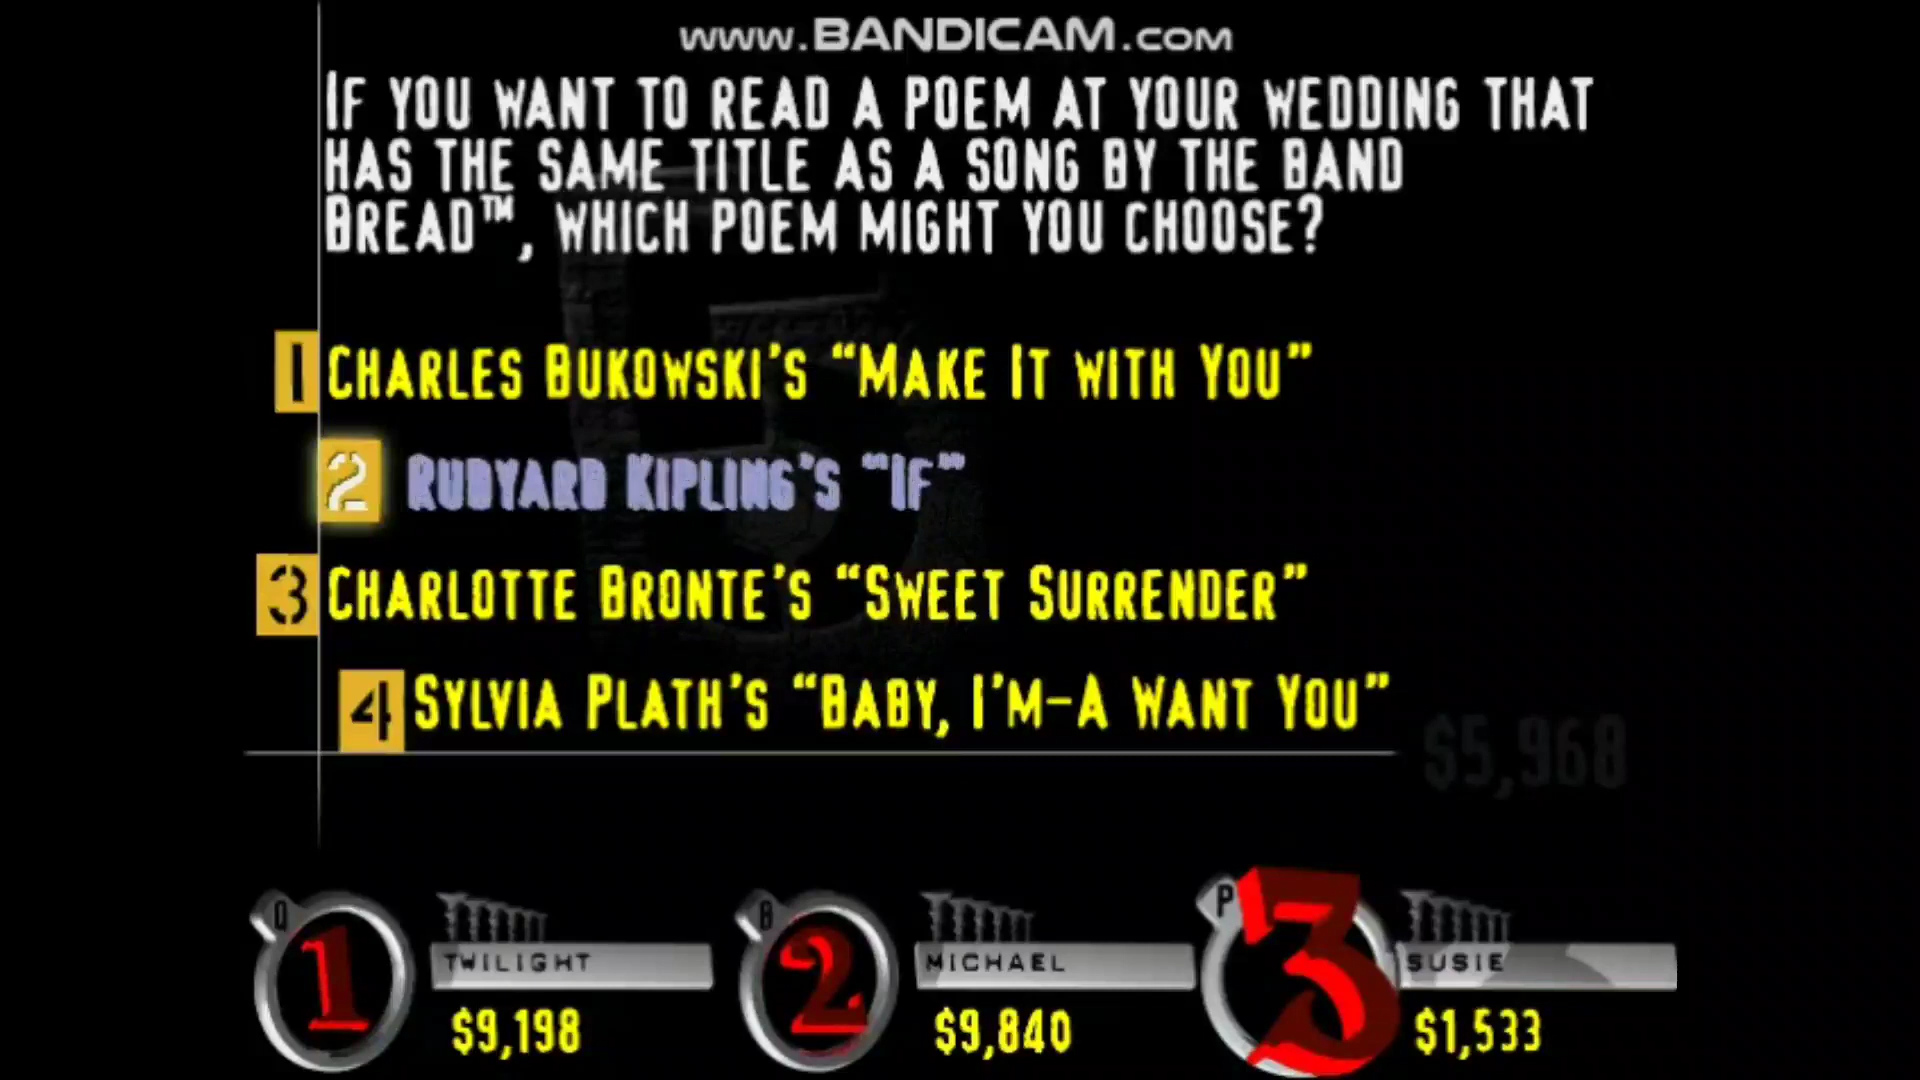 www.BANDICAM.com
IF YOU WANT TO READ A POEM AT YOUR WEDDING THAT
HAS THE SAME TITLE AS A SONG BY THE BAND
BREAD™, WHICH POEM MIGHT YOU CHOOSE?
1 CHARLES BUKOWSKI'S “MAKE IT WITH YOU”
2 RUDYARD KIPLING'S “IF”
3 CHARLOTTE BRONTE'S “SWEET SURRENDER”
4 SYLVIA PLATH'S “BABY, I'M-A WANT YOU”
$5,968
Q 1 TWILIGHT B 2 MICHAEL P 3 SUSIE
$9,198 $9,840 $1,533